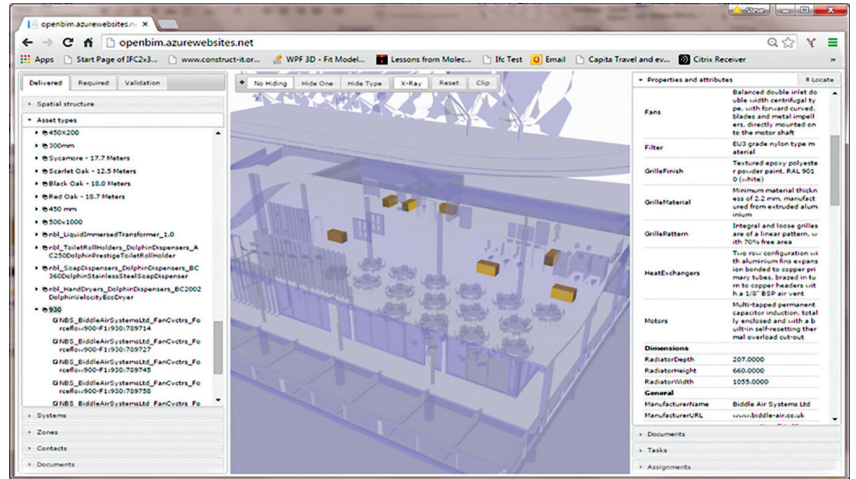 Steve
openbim.azurewebsites.n
openbim.azurewebsites.net
Apps
Start Page of IFC2x3...
www.construct-it.or...
WPF 3D - Fit Model...
Lessons from Molec...
Ifc Test
Email
Capita Travel and ev...
Citrix Receiver
»
Delivered
Required
Validation
Spatial structure
Asset types
450X200
300mm
Sycamore - 17.7 Meters
Scarlet Oak - 12.5 Meters
Black Oak - 18.0 Meters
Red Oak - 18.7 Meters
450 mm
500x1000
nbl_LiquidImmersedTransformer_1.0
nbl_ToiletRollHolders_DolphinDispensers_A
C250DolphinPrestigeToiletRollHolder
nbl_SoapDispensers_DolphinDispensers_BC
360DolphinStainlessSteelSoapDispenser
nbl_HandDryers_DolphinDispensers_BC2002
DolphinVelocityEcoDryer
930
NBS_BiddleAirSystemsLtd_FanCvctrs_Fo
rceflow900-F1:930:789714
NBS_BiddleAirSystemsLtd_FanCvctrs_Fo
rceflow900-F1:930:789727
NBS_BiddleAirSystemsLtd_FanCvctrs_Fo
rceflow900-F1:930:789745
NBS_BiddleAirSystemsLtd_FanCvctrs_Fo
rceflow900-F1:930:789758
NBS_BiddleAirSystemsLtd_FanCvctrs_Fo
Systems
Zones
Contacts
Documents
No Hiding
Hide One
Hide Type
X-Ray
Reset
Clip
Properties and attributes
Locate
Fans
Balanced double inlet do
uble width centrifugal ty
pe, with forward curved,
blades and metal impell
ers, directly mounted on
to the motor shaft
Filter
EU3 grade nylon type m
aterial
GrilleFinish
Textured epoxy polyeste
r powder paint, RAL 901
0 (white)
GrilleMaterial
Minimum material thickn
ess of 2.2 mm, manufact
ured from extruded alum
inium
GrillePattern
Integral and loose grilles
are of a linear pattern, w
ith 70% free area
HeatExchangers
Two row configuration wi
th aluminium fins expans
ion bonded to copper pri
mary tubes, brazed in tu
rn to copper headers wit
h a 1/8" BSP air vent
Motors
Multi-tapped permanent
capacitor induction, total
ly enclosed and with a b
uilt-in self-resetting ther
mal overload cut-out
Dimensions
RadiatorDepth
207.0000
RadiatorHeight
660.0000
RadiatorWidth
1055.0000
General
ManufacturerName
Biddle Air Systems Ltd
ManufacturerURL
www.biddle-air.co.uk
Documents
Tasks
Assignments